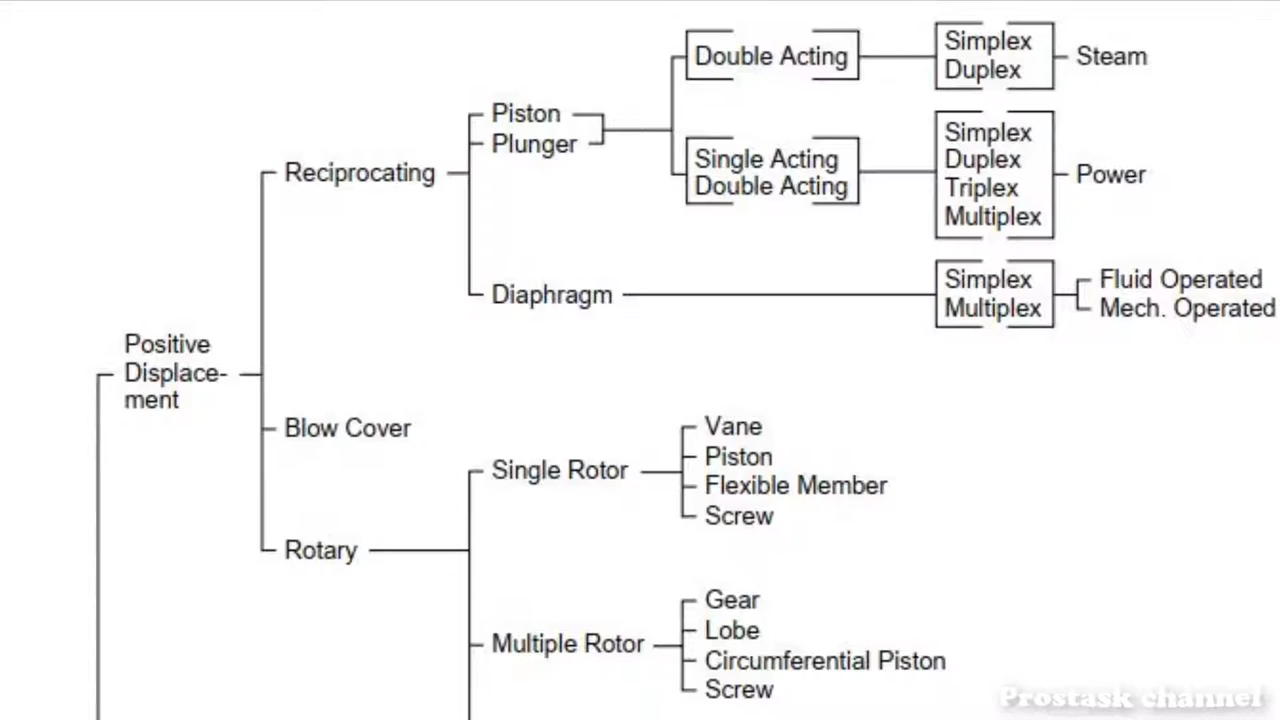 Double Acting
Simplex
Duplex
Steam
Piston
Plunger
Single Acting
Double Acting
Simplex
Duplex
Triplex
Multiplex
Power
Reciprocating
Diaphragm
Simplex
Multiplex
Fluid Operated
Mech. Operated
Positive
Displace-
ment
Blow Cover
Single Rotor
Vane
Piston
Flexible Member
Screw
Rotary
Multiple Rotor
Gear
Lobe
Circumferential Piston
Screw
Prostask channel